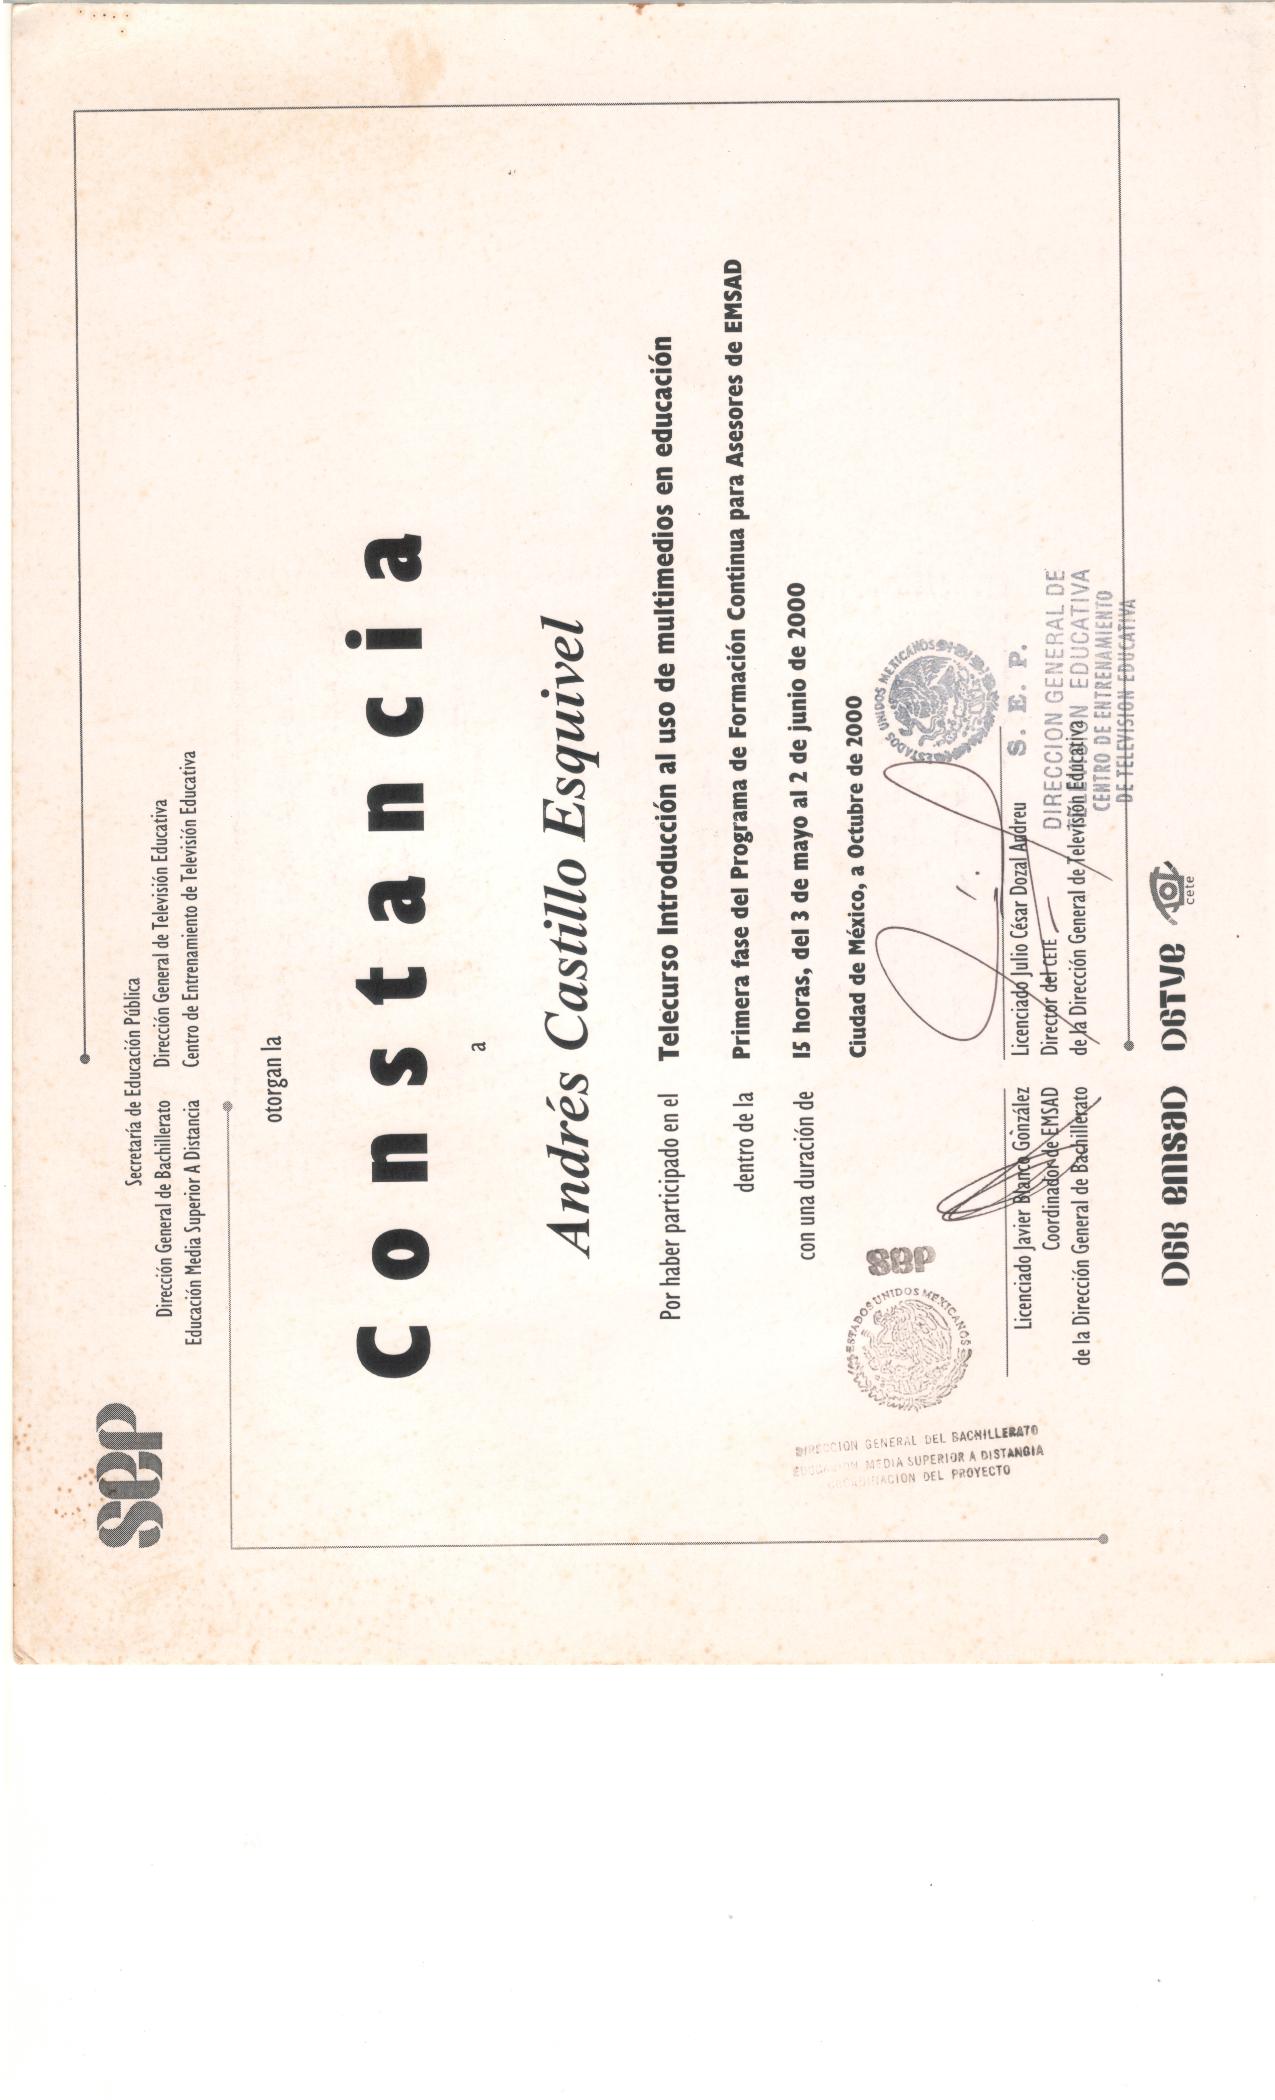 sep
Secretaría de Educación Pública
Dirección General de Bachillerato Dirección General de Televisión Educativa
Educación Media Superior A Distancia Centro de Entrenamiento de Televisión Educativa
otorgan la
Constancia
a
Andrés Castillo Esquivel
Por haber participado en el Telecurso Introducción al uso de multimedios en educación
dentro de la Primera fase del Programa de Formación Continua para Asesores de EMSAD
con una duración de 15 horas, del 3 de mayo al 2 de junio de 2000
Ciudad de México, a Octubre de 2000
ESTADOS UNIDOS MEXICANOS
sep
DIRECCION GENERAL DEL BACHILLERATO
EDUCACION MEDIA SUPERIOR A DISTANCIA
COORDINACION DEL PROYECTO
Licenciado Javier Blanco González
Coordinador de EMSAD
de la Dirección General de Bachillerato
ESTADOS UNIDOS MEXICANOS
S. E. P.
DIRECCION GENERAL DE
TELEVISION EDUCATIVA
CENTRO DE ENTRENAMIENTO
DE TELEVISION EDUCATIVA
Licenciado Julio César Dozal Andreu
Director del CETE
de la Dirección General de Televisión Educativa
DGB emsaD DGTVe cete